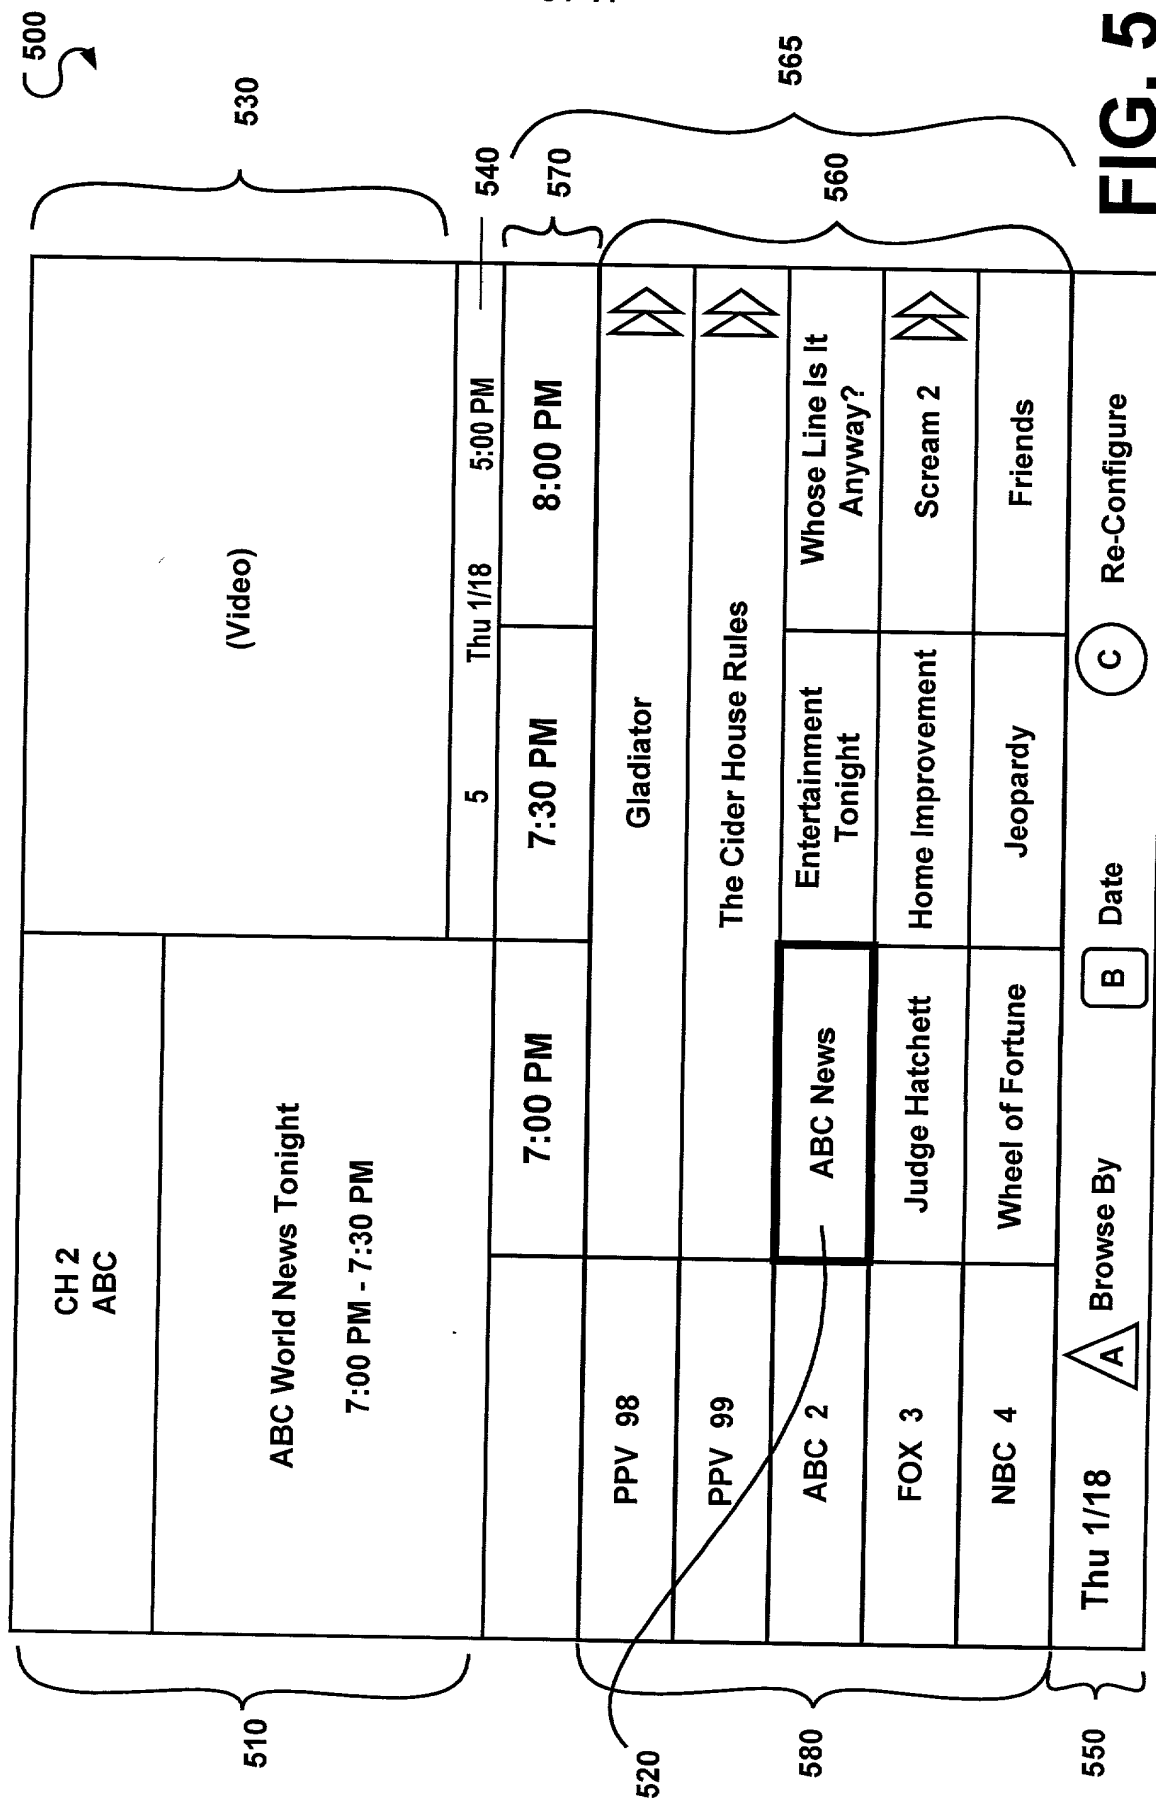 500
530
565
540
570
560
CH 2
ABC
(Video)
ABC World News Tonight
7:00 PM - 7:30 PM
5 Thu 1/18 5:00 PM
7:00 PM 7:30 PM 8:00 PM
PPV 98 Gladiator
PPV 99 The Cider House Rules
ABC 2 ABC News Entertainment Tonight Whose Line Is It Anyway?
FOX 3 Judge Hatchett Home Improvement Scream 2
NBC 4 Wheel of Fortune Jeopardy Friends
Thu 1/18 A Browse By B Date C Re-Configure
510
520
580
550
FIG. 5